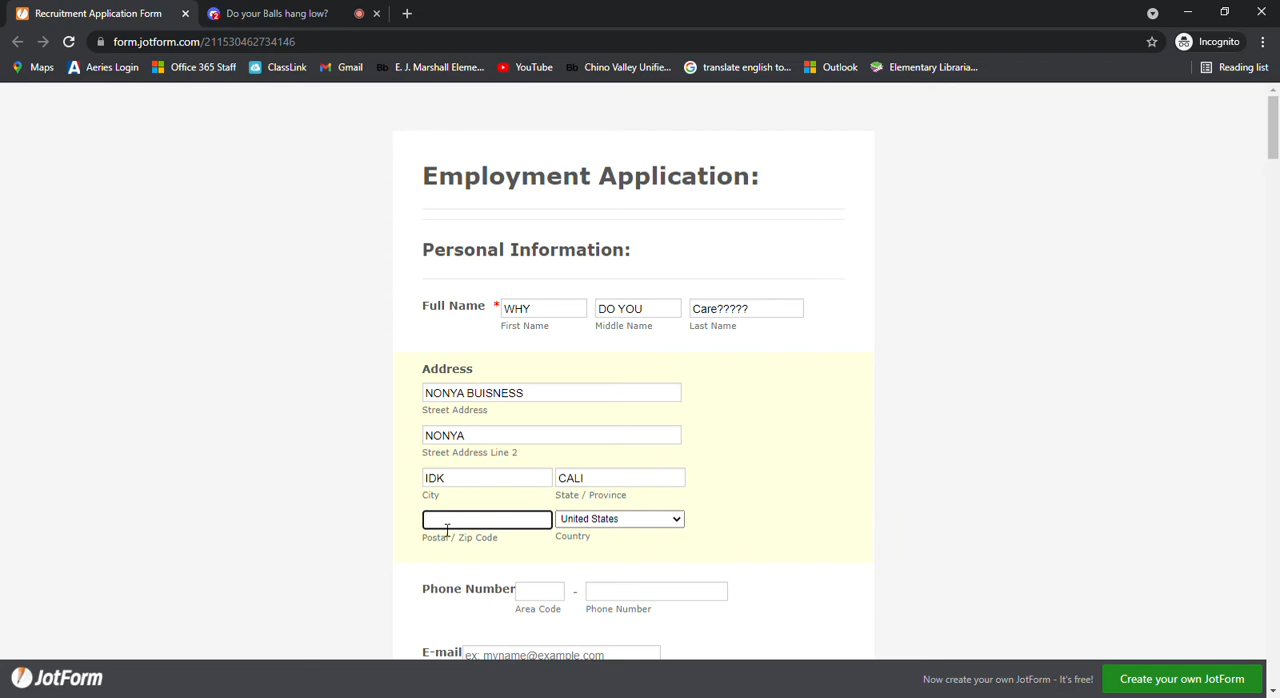 Recruitment Application Form
Do your Balls hang low?
form.jotform.com/211530462734146
Incognito
Maps
Aeries Login
Office 365 Staff
ClassLink
Gmail
Bb E. J. Marshall Eleme...
YouTube
Bb Chino Valley Unifie...
translate english to...
Outlook
Elementary Libraria...
Reading list
Employment Application:
Personal Information:
Full Name * WHY DO YOU Care?????
First Name Middle Name Last Name
Address
NONYA BUISNESS
Street Address
NONYA
Street Address Line 2
IDK CALI
City State / Province
United States
Postal / Zip Code Country
Phone Number -
Area Code Phone Number
E-mail ex: myname@example.com
JotForm
Now create your own JotForm - It's free!
Create your own JotForm